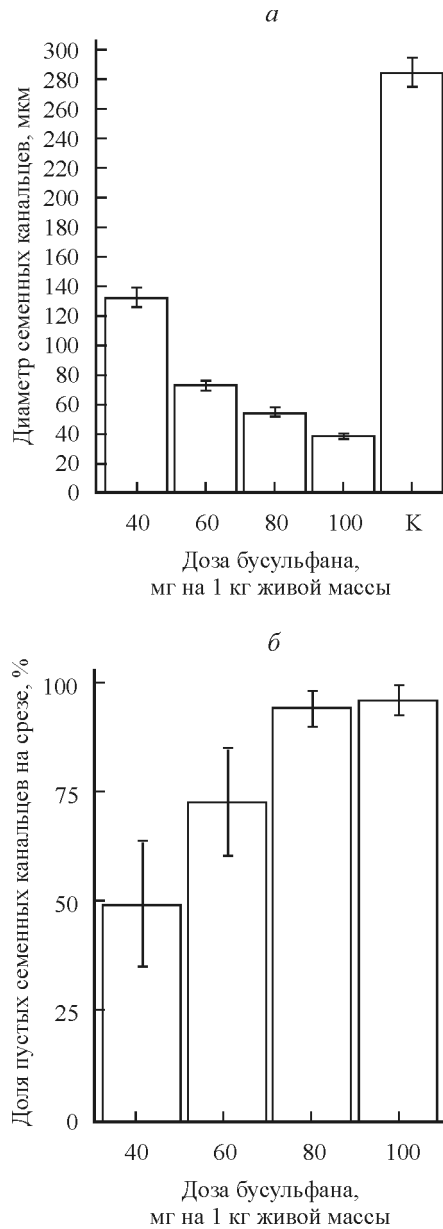 а
Диаметр семенных канальцев, мкм
300
280
260
240
220
200
180
160
140
120
100
80
60
40
20
0
40 60 80 100 К
Доза бусульфана,
мг на 1 кг живой массы
б
Доля пустых семенных канальцев на срезе, %
100
75
50
25
0
40 60 80 100
Доза бусульфана,
мг на 1 кг живой массы